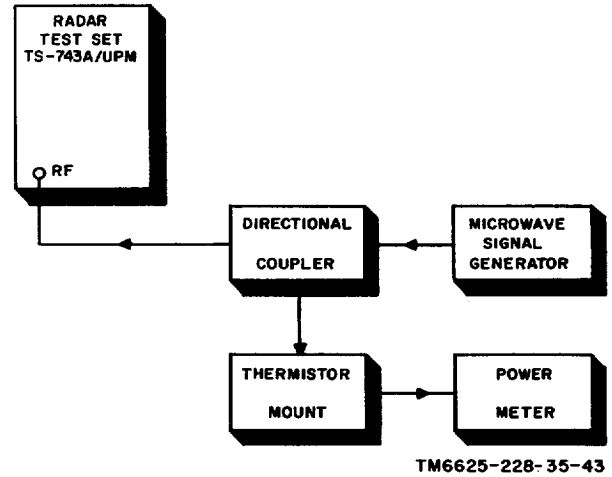 RADAR
TEST SET
TS-743A/UPM
RF
DIRECTIONAL
COUPLER
MICROWAVE
SIGNAL
GENERATOR
THERMISTOR
MOUNT
POWER
METER
TM6625-228-35-43